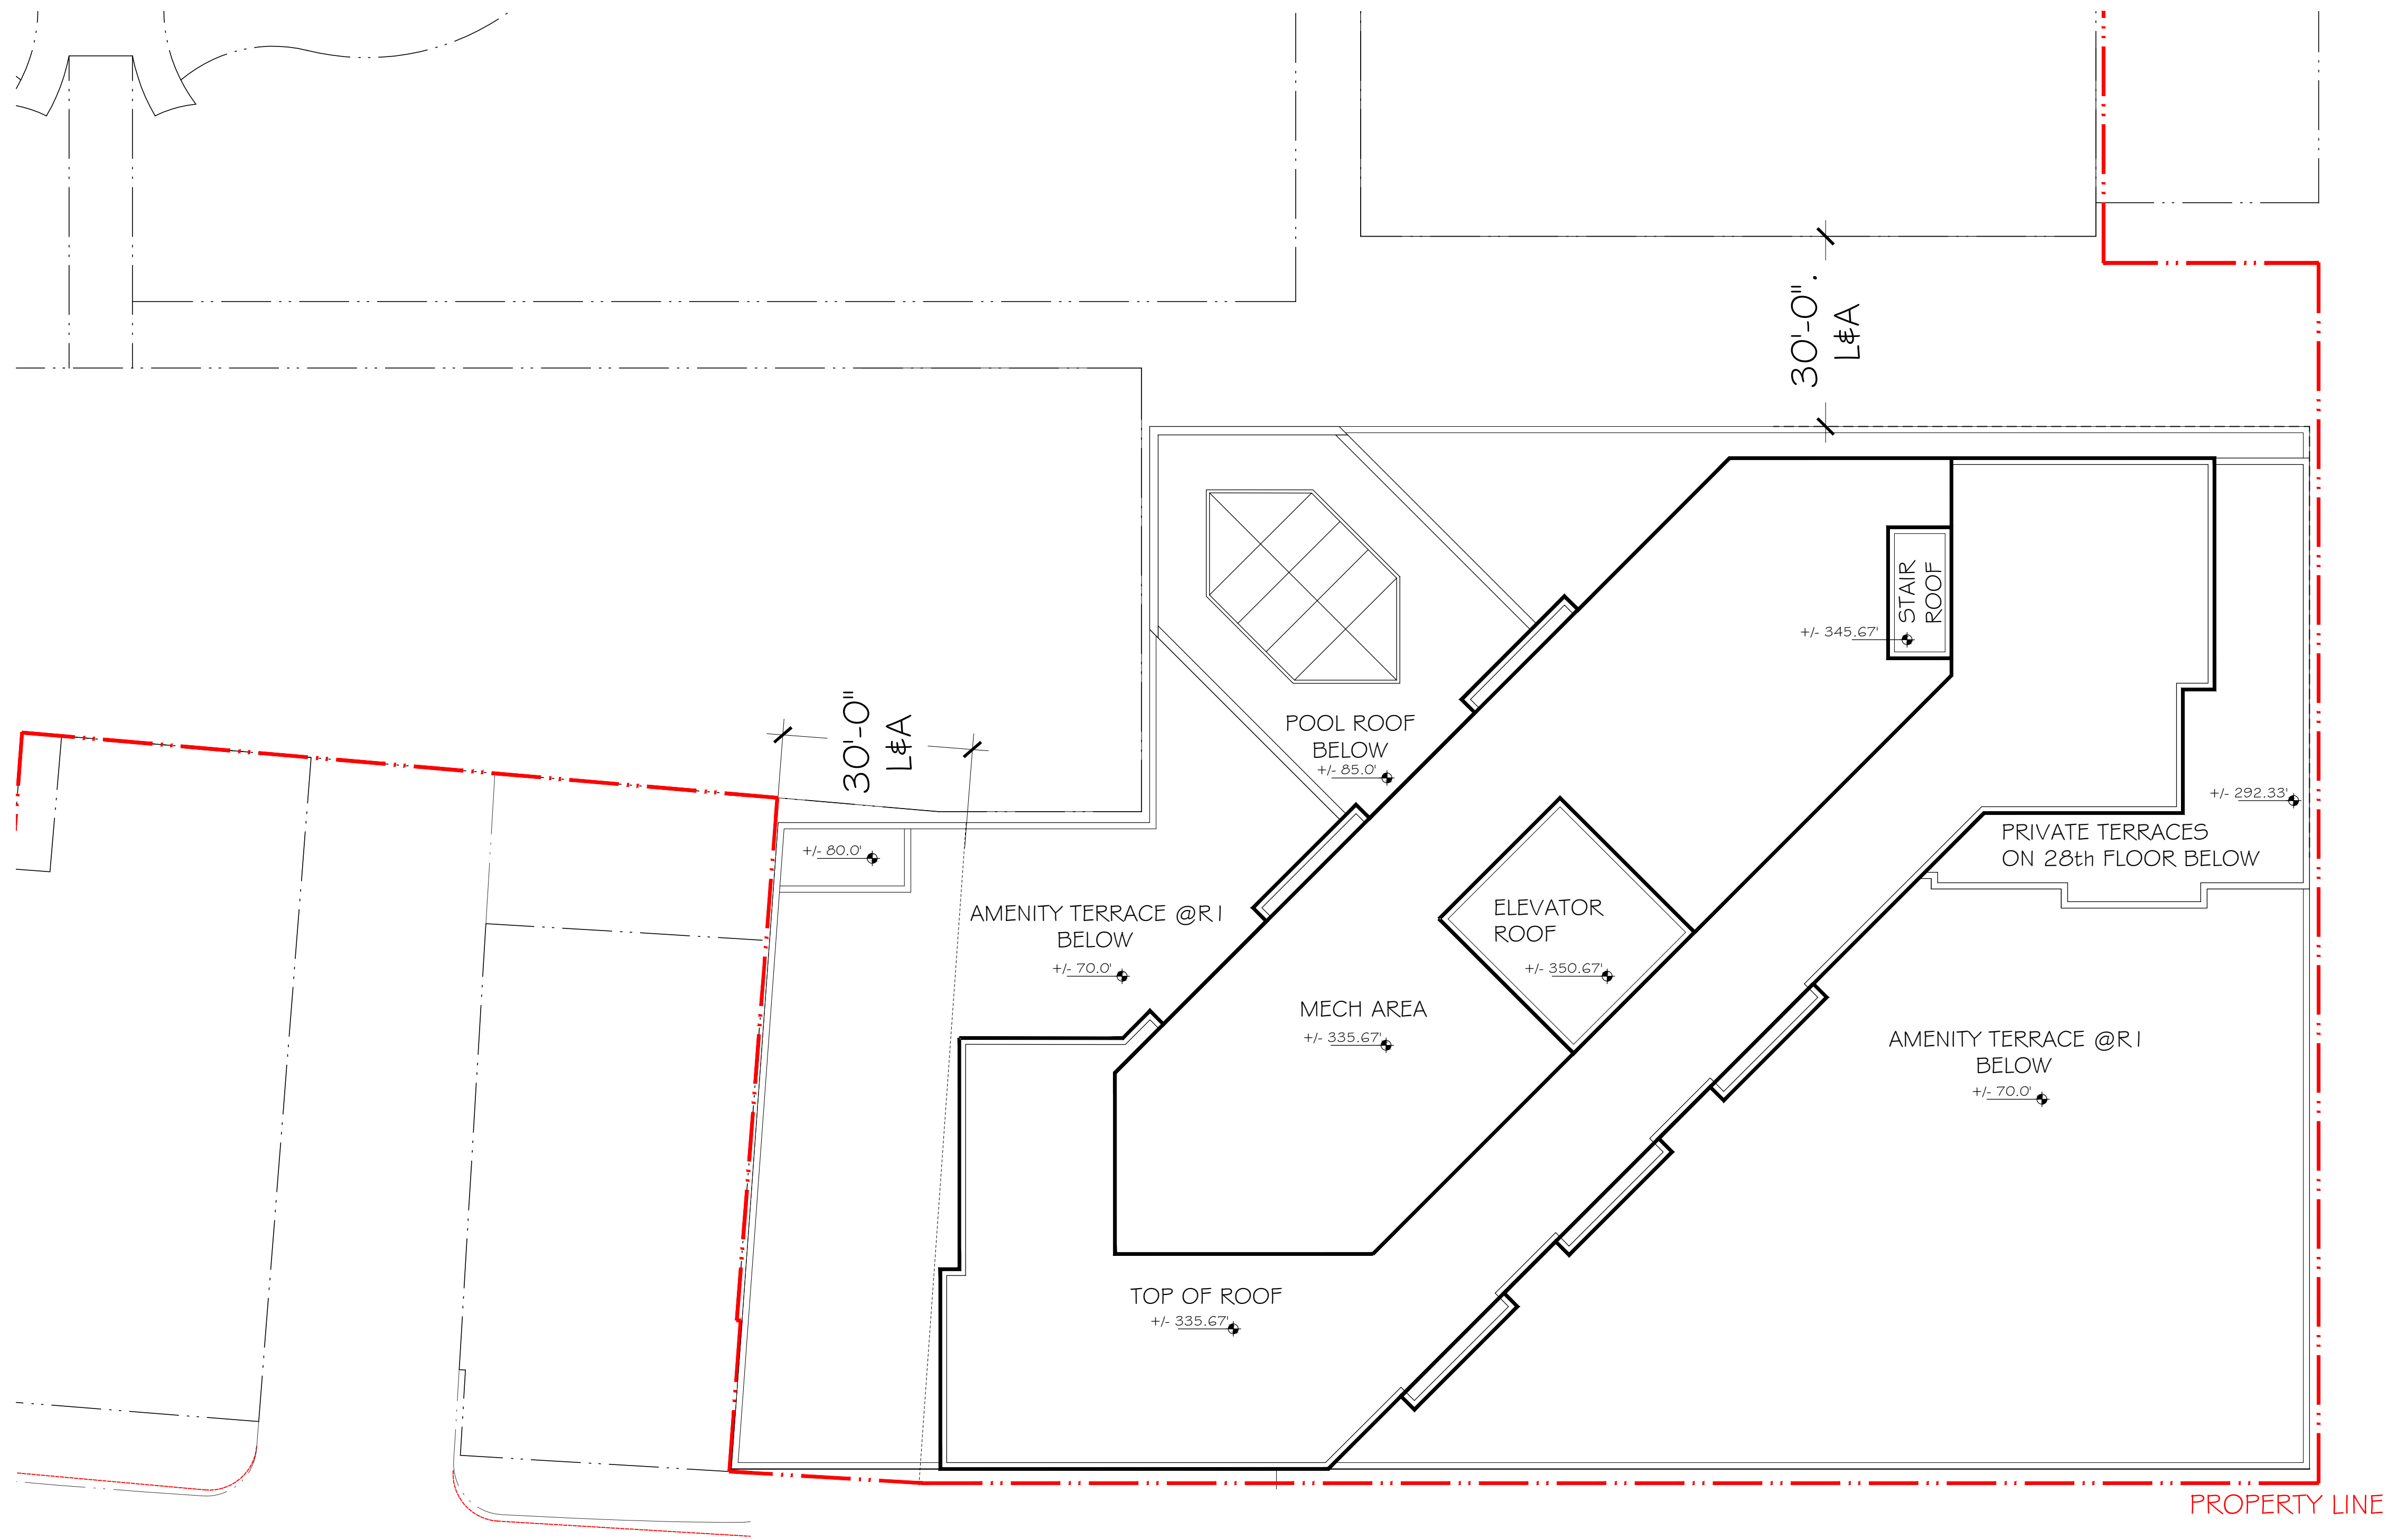 30'-0".
L&A
STAIR
ROOF
+/- 345.67'
30'-0"
L&A
POOL ROOF
BELOW
+/- 85.0'
+/- 292.33'
PRIVATE TERRACES
ON 28th FLOOR BELOW
+/- 80.0'
AMENITY TERRACE @R1
BELOW
+/- 70.0'
ELEVATOR
ROOF
+/- 350.67'
MECH AREA
+/- 335.67'
AMENITY TERRACE @R1
BELOW
+/- 70.0'
TOP OF ROOF
+/- 335.67'
PROPERTY LINE